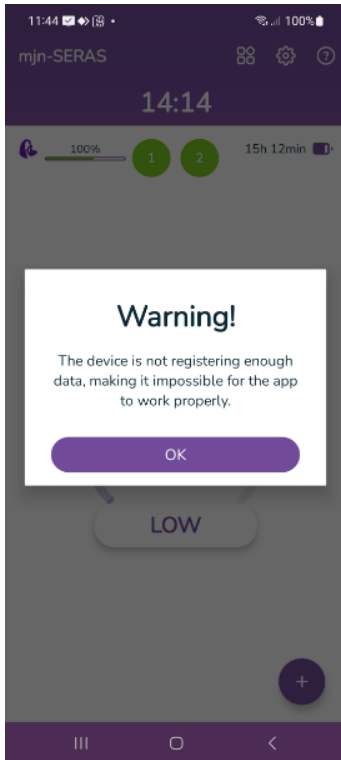 11:44
100%
mjn-SERAS
?
14:14
100%
1
2
15h 12min
Warning!
The device is not registering enough
data, making it impossible for the app
to work properly.
OK
LOW
+